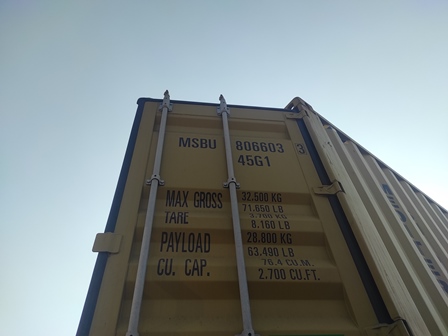 MSBU 806603 3
45G1
MAX GROSS 32.500 KG
71.650 LB
TARE 3.700 KG
8.160 LB
PAYLOAD 28.800 KG
63.490 LB
CU. CAP. 76.4 CU.M.
2.700 CU.FT.